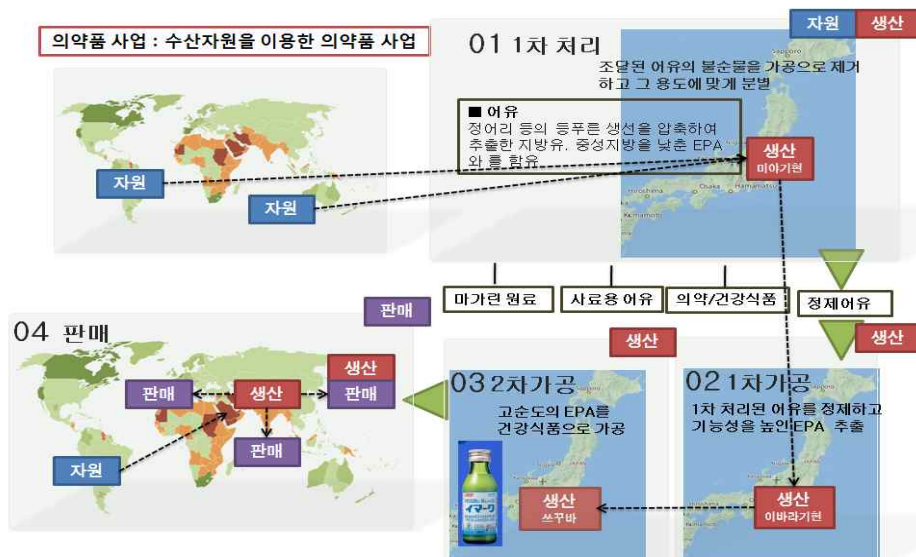 의약품 사업 : 수산자원을 이용한 의약품 사업
자원
생산
01 1차 처리
조달된 어유의 불순물을 가공으로 제거
하고 그 용도에 맞게 분별
■ 어유
정어리 등의 등푸른 생선을 압축하여
추출한 지방유. 중성지방을 낮춘 EPA
와 를 함유
생산
미야기현
자원
자원
Sapporo
Hiroshima
Osaka
Hamamatsu
Kumamoto
마가린 원료
사료용 어유
의약/건강식품
정제어유
판매
생산
생산
04 판매
생산
판매
생산
판매
판매
자원
03 2차가공
고순도의 EPA를
건강식품으로 가공
イマーク
생산
쓰꾸바
02 1차가공
1차 처리된 어유를 정제하고
기능성을 높인 EPA 추출
생산
이바라기현